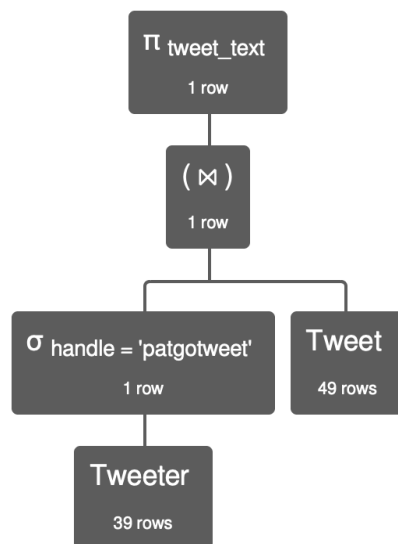 π tweet_text
1 row
( ⋈ )
1 row
σ handle = 'patgotweet'
1 row
Tweet
49 rows
Tweeter
39 rows